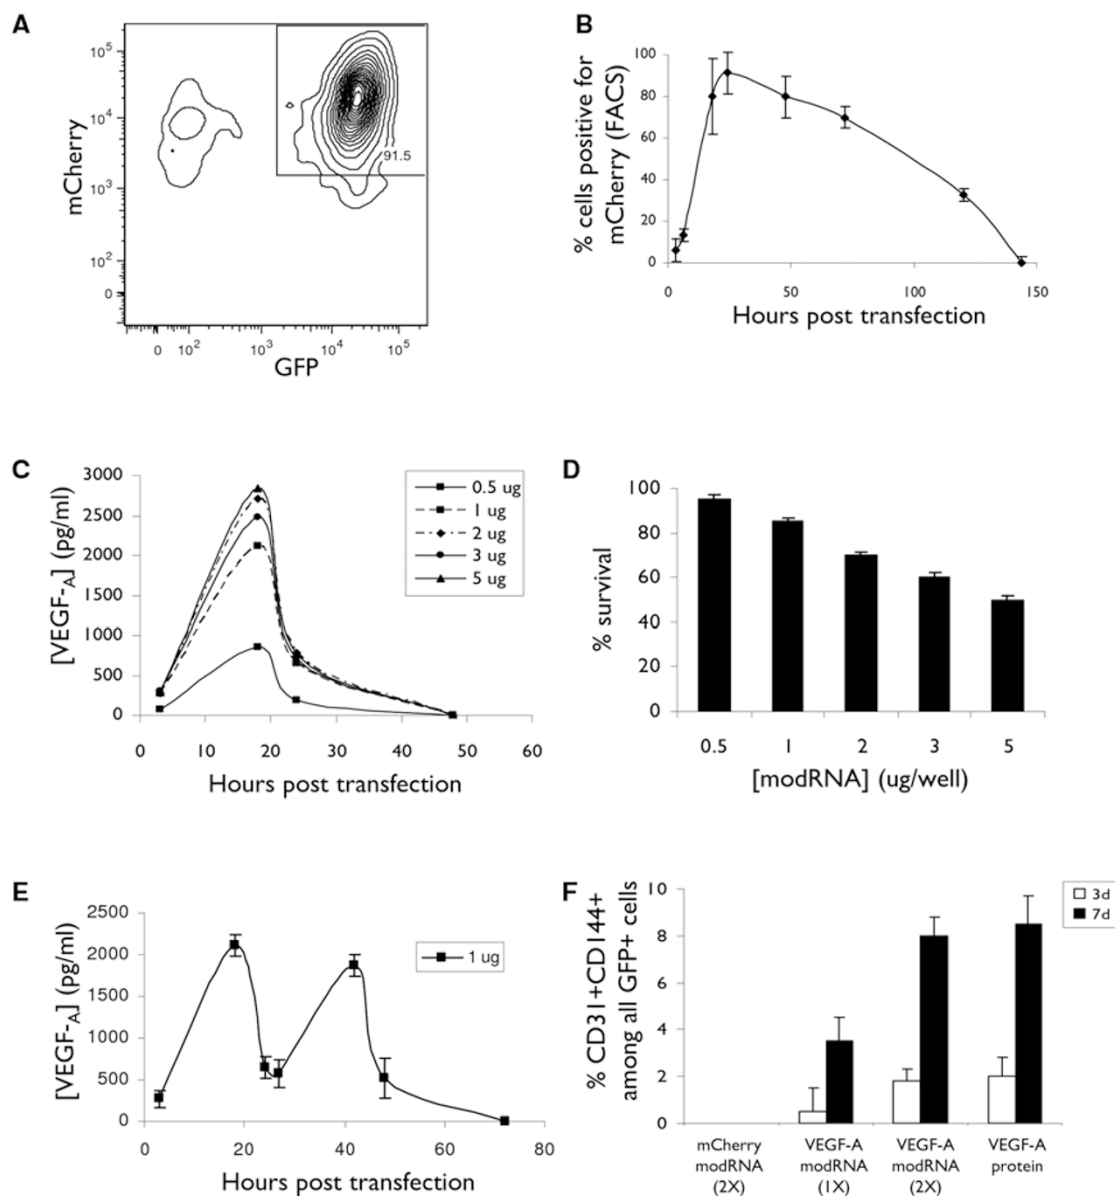 A
mCherry
10^5
10^4
10^3
10^2
0
91.5
0 10^2 10^3 10^4 10^5
GFP
B
% cells positive for
mCherry (FACS)
100
80
60
40
20
0
0 50 100 150
Hours post transfection
C
[VEGF-A] (pg/ml)
3000
2500
2000
1500
1000
500
0
0.5 ug
1 ug
2 ug
3 ug
5 ug
0 10 20 30 40 50 60
Hours post transfection
D
% survival
100
80
60
40
20
0
0.5 1 2 3 5
[modRNA] (ug/well)
E
[VEGF-A] (pg/ml)
2500
2000
1500
1000
500
0
1 ug
0 20 40 60 80
Hours post transfection
F
% CD31+CD144+
among all GFP+ cells
10
8
6
4
2
0
3d
7d
mCherry
modRNA
(2X)
VEGF-A
modRNA
(1X)
VEGF-A
modRNA
(2X)
VEGF-A
protein